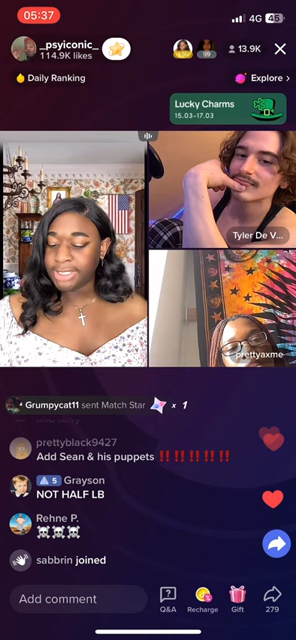 05:37
4G 45
_psyiconic_
114.9K likes
99
13.9K
Daily Ranking
Explore >
Lucky Charms
15.03-17.03
Tyler De V...
prettyaxme
Grumpycat11 sent Match Star x 1
prettyblack9427
Add Sean & his puppets ‼️‼️‼️‼️‼️‼️
5 Grayson
NOT HALF LB
Rehne P.
☠️☠️☠️
sabbrin joined
Add comment
Q&A
Recharge
Gift
279